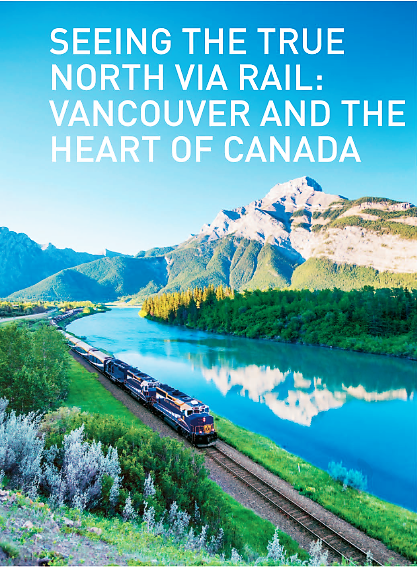 SEEING THE TRUE
NORTH VIA RAIL:
VANCOUVER AND THE
HEART OF CANADA